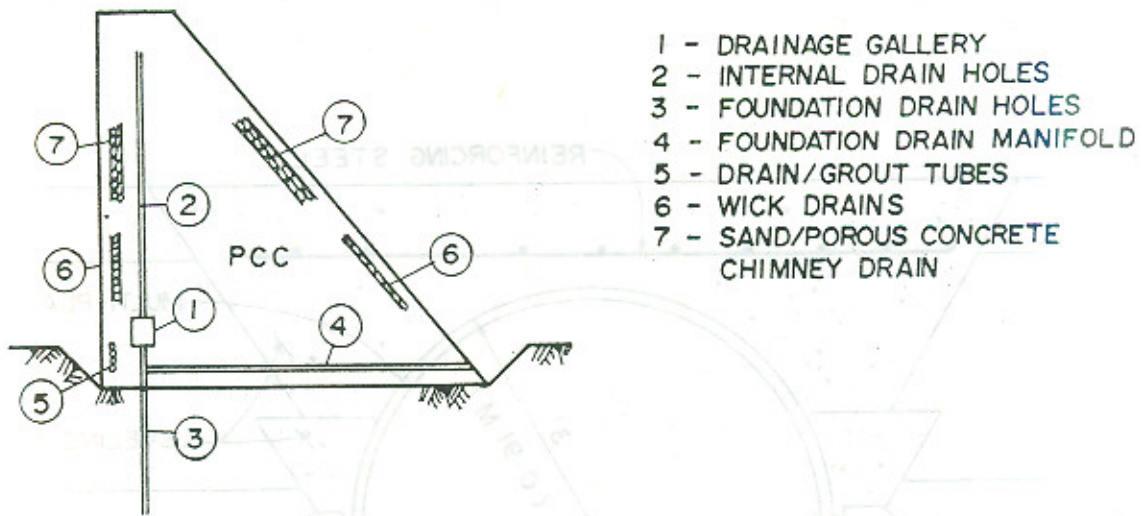 1 - DRAINAGE GALLERY
2 - INTERNAL DRAIN HOLES
3 - FOUNDATION DRAIN HOLES
4 - FOUNDATION DRAIN MANIFOLD
5 - DRAIN/GROUT TUBES
6 - WICK DRAINS
7 - SAND/POROUS CONCRETE
CHIMNEY DRAIN
7
7
2
6
PCC
6
1
4
5
3
REINFORCING STEEL